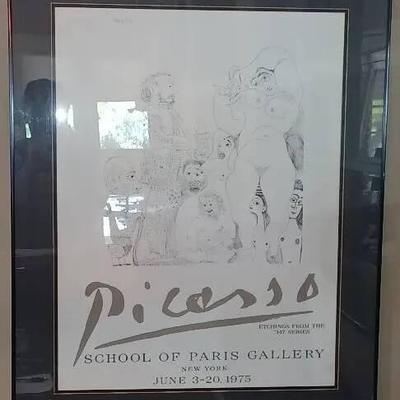 Picasso
ETCHINGS FROM THE
"347" SERIES
SCHOOL OF PARIS GALLERY
NEW YORK
JUNE 3-20, 1975